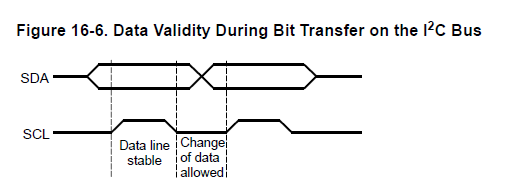 Figure 16-6. Data Validity During Bit Transfer on the I²C Bus
SDA
SCL
Data line
stable
Change
of data
allowed